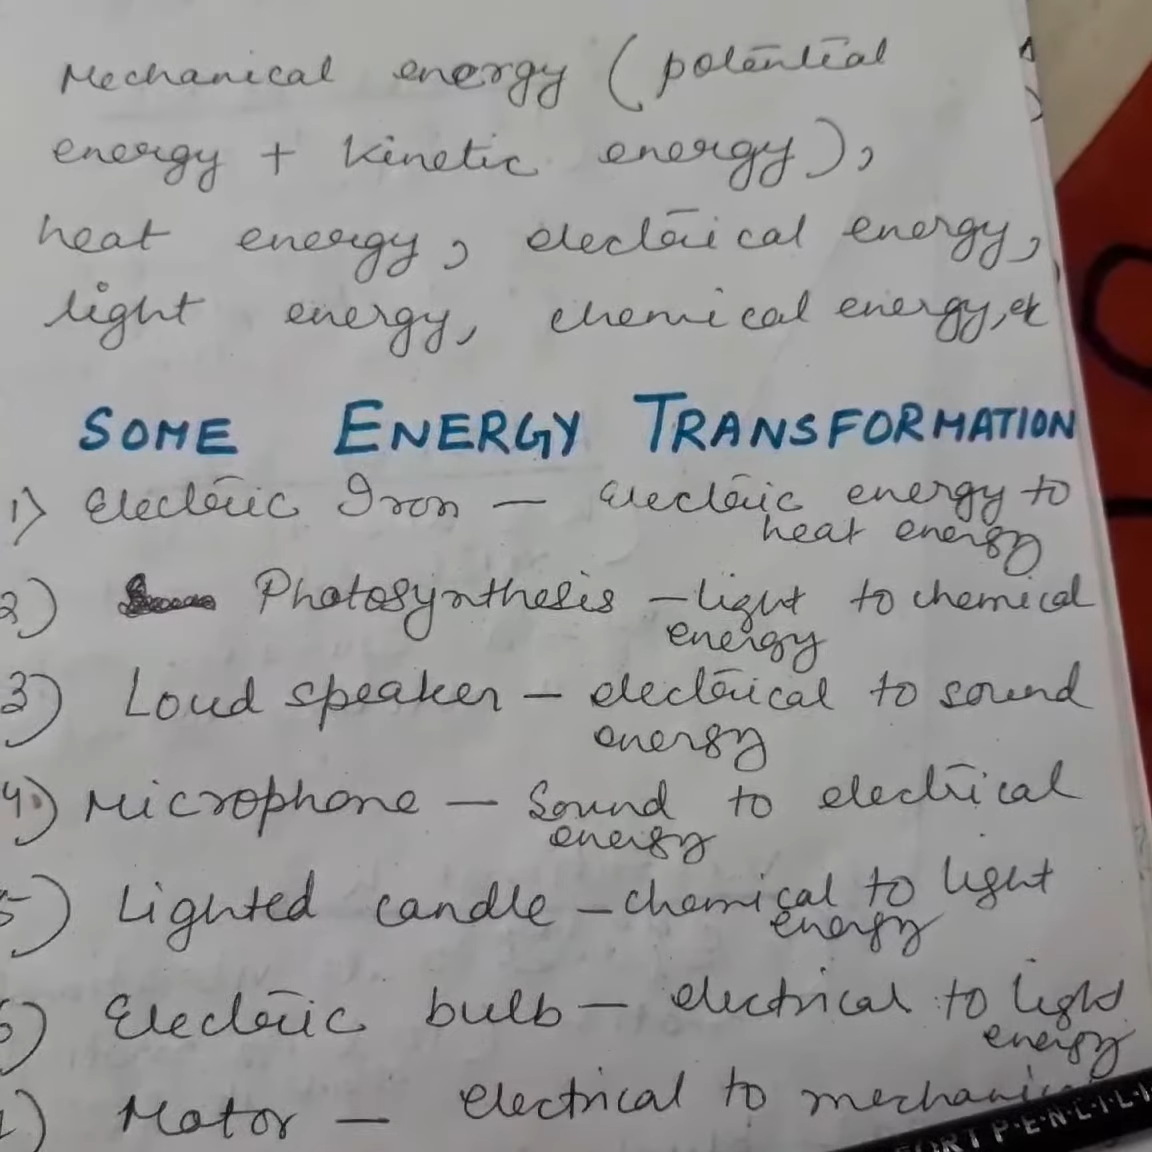 Mechanical energy (potential
energy + kinetic energy),
heat energy, electrical energy,
light energy, chemical energy, etc
SOME ENERGY TRANSFORMATION
1) Electric Iron — Electric energy to
heat energy
2) Photosynthesis — light to chemical
energy
3) Loud speaker — electrical to sound
energy
4) Microphone — Sound to electrical
energy
5) Lighted candle — chemical to light
energy
6) Electric bulb — electrical to light
energy
Motor — electrical to mechanic